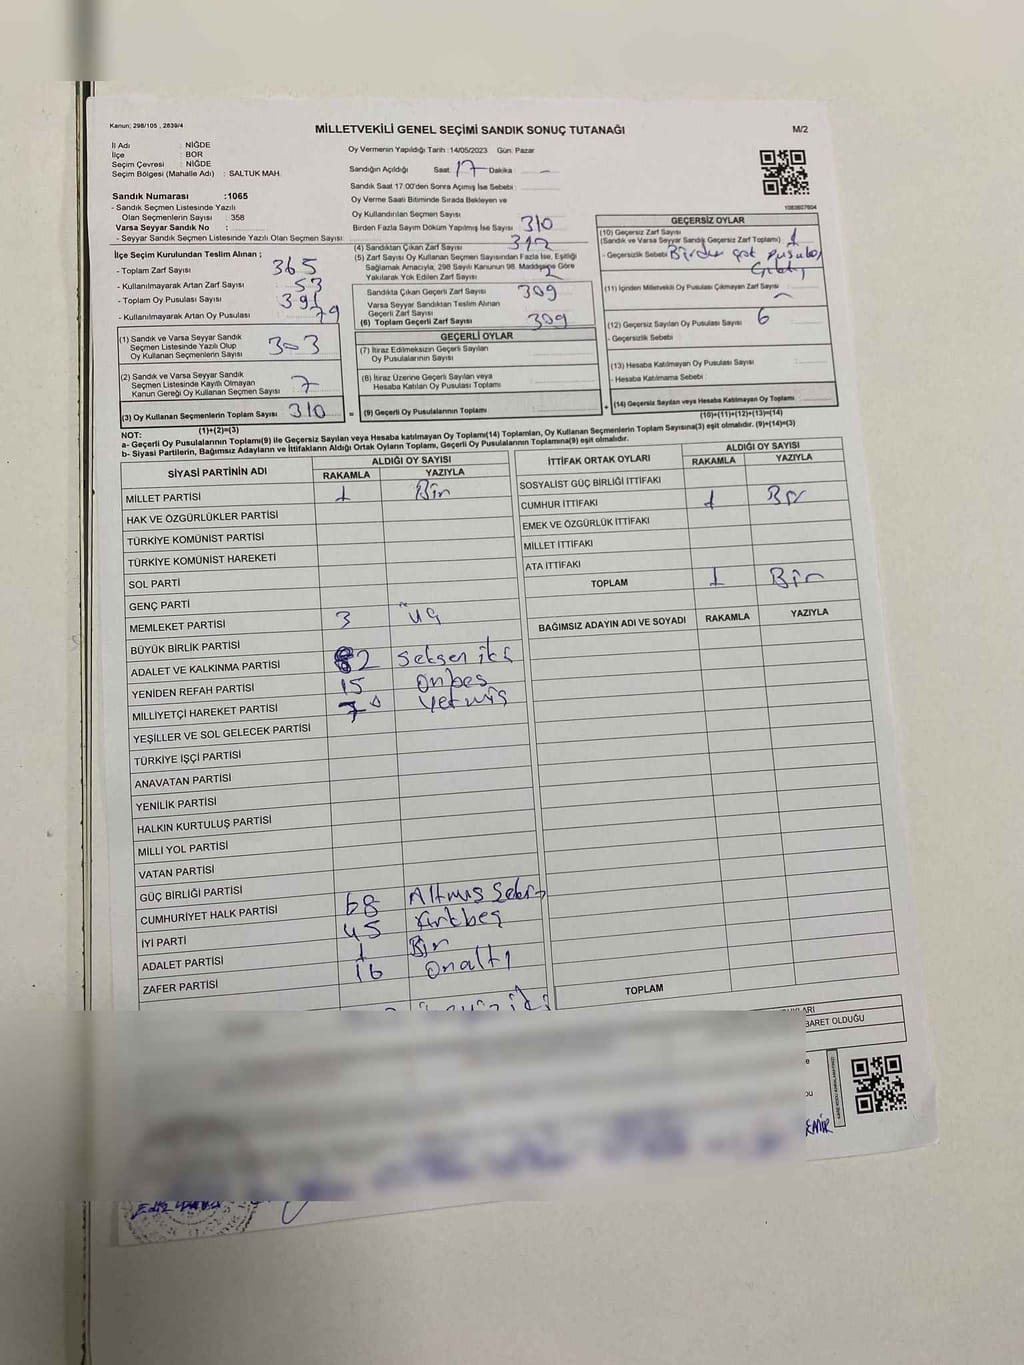 Kanun; 298/105 , 2839/4
MİLLETVEKİLİ GENEL SEÇİMİ SANDIK SONUÇ TUTANAĞI
M/2
İl Adı : NİĞDE
İlçe : BOR
Seçim Çevresi : NİĞDE
Seçim Bölgesi (Mahalle Adı) : SALTUK MAH.
Oy Vermenin Yapıldığı Tarih : 14/05/2023 Gün: Pazar
Sandığın Açıldığı Saat: 17 Dakika : -
Sandık Saat 17:00'den Sonra Açımış İse Sebebi :
Oy Verme Saati Bitiminde Sırada Bekleyen ve
Oy Kullandırılan Seçmen Sayısı
Birden Fazla Sayım Döküm Yapılmış İse Sayısı : 310
1083607604
Sandık Numarası :1065
- Sandık Seçmen Listesinde Yazılı
Olan Seçmenlerin Sayısı : 358
Varsa Seyyar Sandık No :
- Seyyar Sandık Seçmen Listesinde Yazılı Olan Seçmen Sayısı:
İlçe Seçim Kurulundan Teslim Alınan ;
- Toplam Zarf Sayısı 365
- Kullanılmayarak Artan Zarf Sayısı : 53
- Toplam Oy Pusulası Sayısı 391
- Kullanılmayarak Artan Oy Pusulası 79
(1) Sandık ve Varsa Seyyar Sandık
Seçmen Listesinde Yazılı Olup
Oy Kullanan Seçmenlerin Sayısı 303
(2) Sandık ve Varsa Seyyar Sandık
Seçmen Listesinde Kayıtlı Olmayan
Kanun Gereği Oy Kullanan Seçmen Sayısı : 7
(3) Oy Kullanan Seçmenlerin Toplam Sayısı : 310
(1)+(2)=(3)
(4) Sandıktan Çıkan Zarf Sayısı 312
(5) Zarf Sayısı Oy Kullanan Seçmen Sayısından Fazla İse, Eşitliği
Sağlamak Amacıyla, 298 Sayılı Kanunun 98. Maddesine Göre
Yakılarak Yok Edilen Zarf Sayısı : 2
Sandıkta Çıkan Geçerli Zarf Sayısı 309
Varsa Seyyar Sandıktan Teslim Alınan
Geçerli Zarf Sayısı
(6) Toplam Geçerli Zarf Sayısı : 309
GEÇERLİ OYLAR
(7) İtiraz Edilmeksizin Geçerli Sayılan
Oy Pusulalarının Sayısı
(8) İtiraz Üzerine Geçerli Sayılan veya
Hesaba Katılan Oy Pusulası Toplamı :
= (9) Geçerli Oy Pusulalarının Toplamı :
GEÇERSİZ OYLAR
(10) Geçersiz Zarf Sayısı
(Sandık ve Varsa Seyyar Sandık Geçersiz Zarf Toplamı) : 1
- Geçersizlik Sebebi : Birden çok pusula
(11) İçinden Milletvekili Oy Pusulası Çıkmayan Zarf Sayısı : -
(12) Geçersiz Sayılan Oy Pusulası Sayısı : 6
- Geçersizlik Sebebi :
(13) Hesaba Katılmayan Oy Pusulası Sayısı :
- Hesaba Katılmama Sebebi :
+ (14) Geçersiz Sayılan veya Hesaba Katılmayan Oy Toplamı :
(10)+(11)+(12)+(13)=(14)
NOT:
a- Geçerli Oy Pusulalarının Toplamı(9) ile Geçersiz Sayılan veya Hesaba katılmayan Oy Toplamı(14) Toplamları, Oy Kullanan Seçmenlerin Toplam Sayısına(3) eşit olmalıdır. (9)+(14)=(3)
b- Siyasi Partilerin, Bağımsız Adayların ve İttifakların Aldığı Ortak Oyların Toplamı, Geçerli Oy Pusulalarının Toplamına(9) eşit olmalıdır.
SİYASİ PARTİNİN ADI
ALDIĞI OY SAYISI
RAKAMLA YAZIYLA
MİLLET PARTİSİ 1 Bir
HAK VE ÖZGÜRLÜKLER PARTİSİ
TÜRKİYE KOMÜNİST PARTİSİ
TÜRKİYE KOMÜNİST HAREKETİ
SOL PARTİ
GENÇ PARTİ
MEMLEKET PARTİSİ 3 üç
BÜYÜK BİRLİK PARTİSİ
ADALET VE KALKINMA PARTİSİ 82 seksen iki
YENİDEN REFAH PARTİSİ 15 onbeş
MİLLİYETÇİ HAREKET PARTİSİ 70 yetmiş
YEŞİLLER VE SOL GELECEK PARTİSİ
TÜRKİYE İŞÇİ PARTİSİ
ANAVATAN PARTİSİ
YENİLİK PARTİSİ
HALKIN KURTULUŞ PARTİSİ
MİLLİ YOL PARTİSİ
VATAN PARTİSİ
GÜÇ BİRLİĞİ PARTİSİ
CUMHURİYET HALK PARTİSİ 68 Altmış Sekiz
İYİ PARTİ 45 Kırkbeş
ADALET PARTİSİ 1 Bir
ZAFER PARTİSİ 16 onaltı
İTTİFAK ORTAK OYLARI
ALDIĞI OY SAYISI
RAKAMLA YAZIYLA
SOSYALİST GÜÇ BİRLİĞİ İTTİFAKI
CUMHUR İTTİFAKI 1 Bir
EMEK VE ÖZGÜRLÜK İTTİFAKI
MİLLET İTTİFAKI
ATA İTTİFAKI
TOPLAM 1 Bir
BAĞIMSIZ ADAYIN ADI VE SOYADI RAKAMLA YAZIYLA
TOPLAM
BARET OLDUĞU